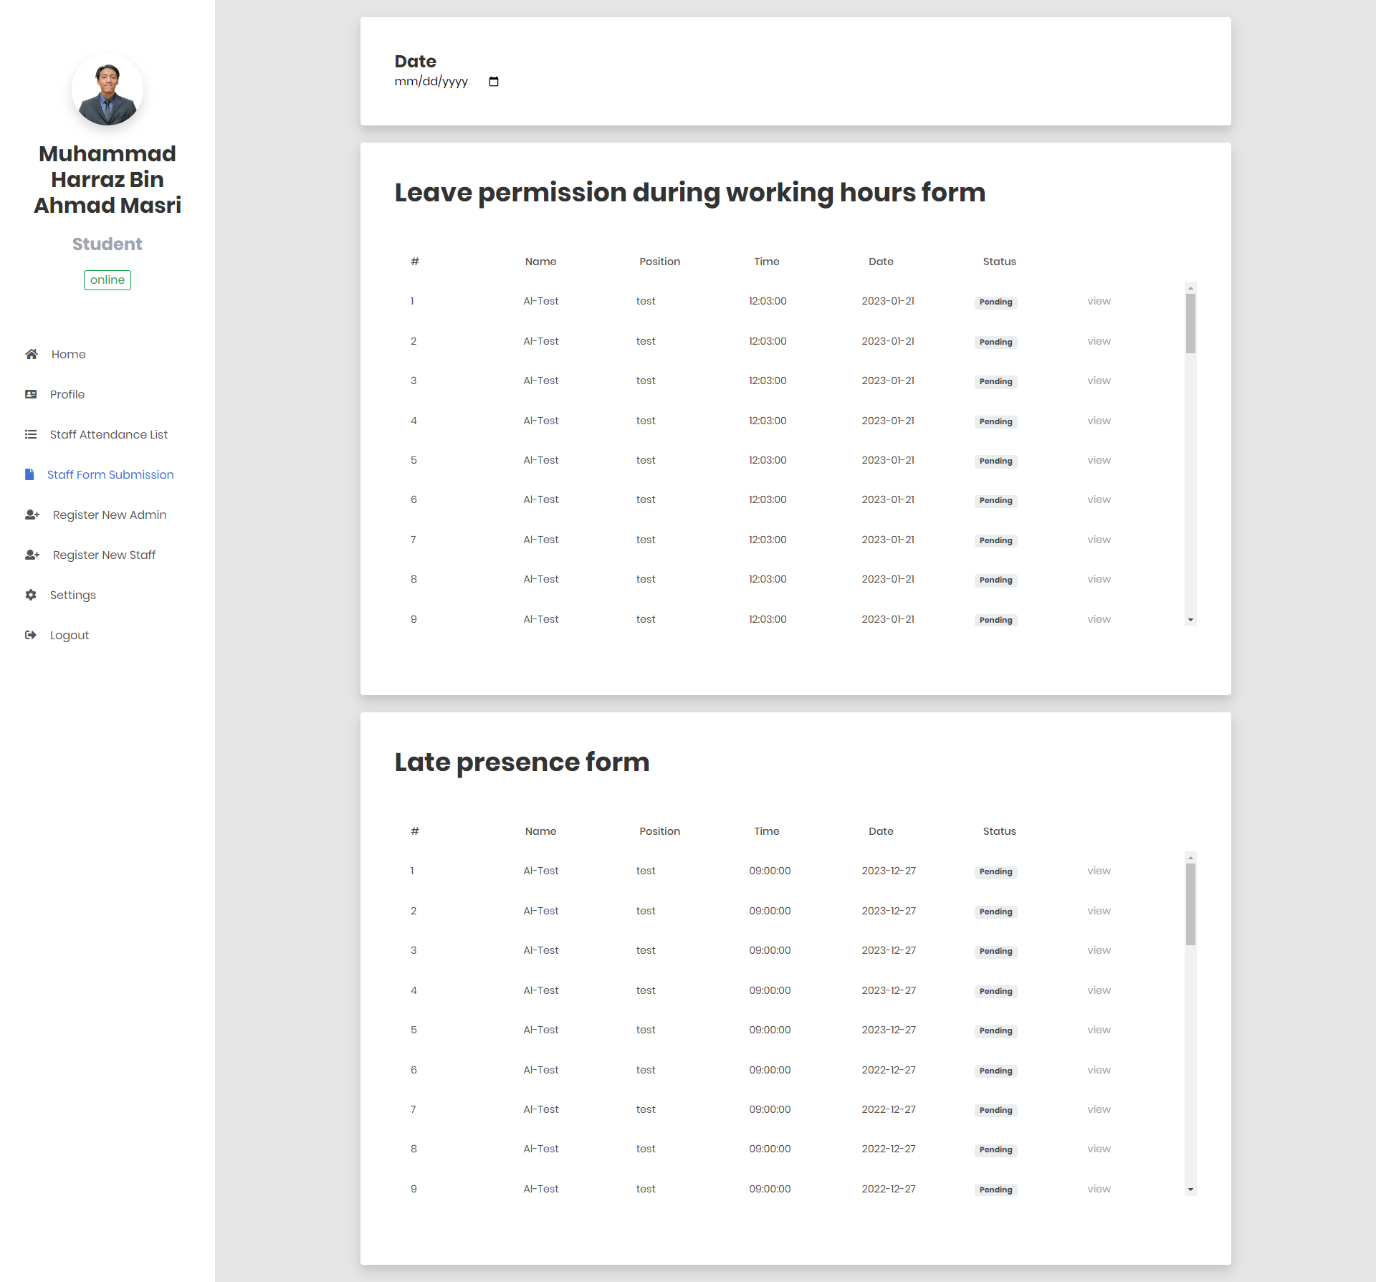 Muhammad
Harraz Bin
Ahmad Masri
Student
online
Home
Profile
Staff Attendance List
Staff Form Submission
Register New Admin
Register New Staff
Settings
Logout
Date
mm/dd/yyyy
Leave permission during working hours form
# Name Position Time Date Status
1 Al-Test test 12:03:00 2023-01-21 Pending view
2 Al-Test test 12:03:00 2023-01-21 Pending view
3 Al-Test test 12:03:00 2023-01-21 Pending view
4 Al-Test test 12:03:00 2023-01-21 Pending view
5 Al-Test test 12:03:00 2023-01-21 Pending view
6 Al-Test test 12:03:00 2023-01-21 Pending view
7 Al-Test test 12:03:00 2023-01-21 Pending view
8 Al-Test test 12:03:00 2023-01-21 Pending view
9 Al-Test test 12:03:00 2023-01-21 Pending view
Late presence form
# Name Position Time Date Status
1 Al-Test test 09:00:00 2023-12-27 Pending view
2 Al-Test test 09:00:00 2023-12-27 Pending view
3 Al-Test test 09:00:00 2023-12-27 Pending view
4 Al-Test test 09:00:00 2023-12-27 Pending view
5 Al-Test test 09:00:00 2023-12-27 Pending view
6 Al-Test test 09:00:00 2022-12-27 Pending view
7 Al-Test test 09:00:00 2022-12-27 Pending view
8 Al-Test test 09:00:00 2022-12-27 Pending view
9 Al-Test test 09:00:00 2022-12-27 Pending view